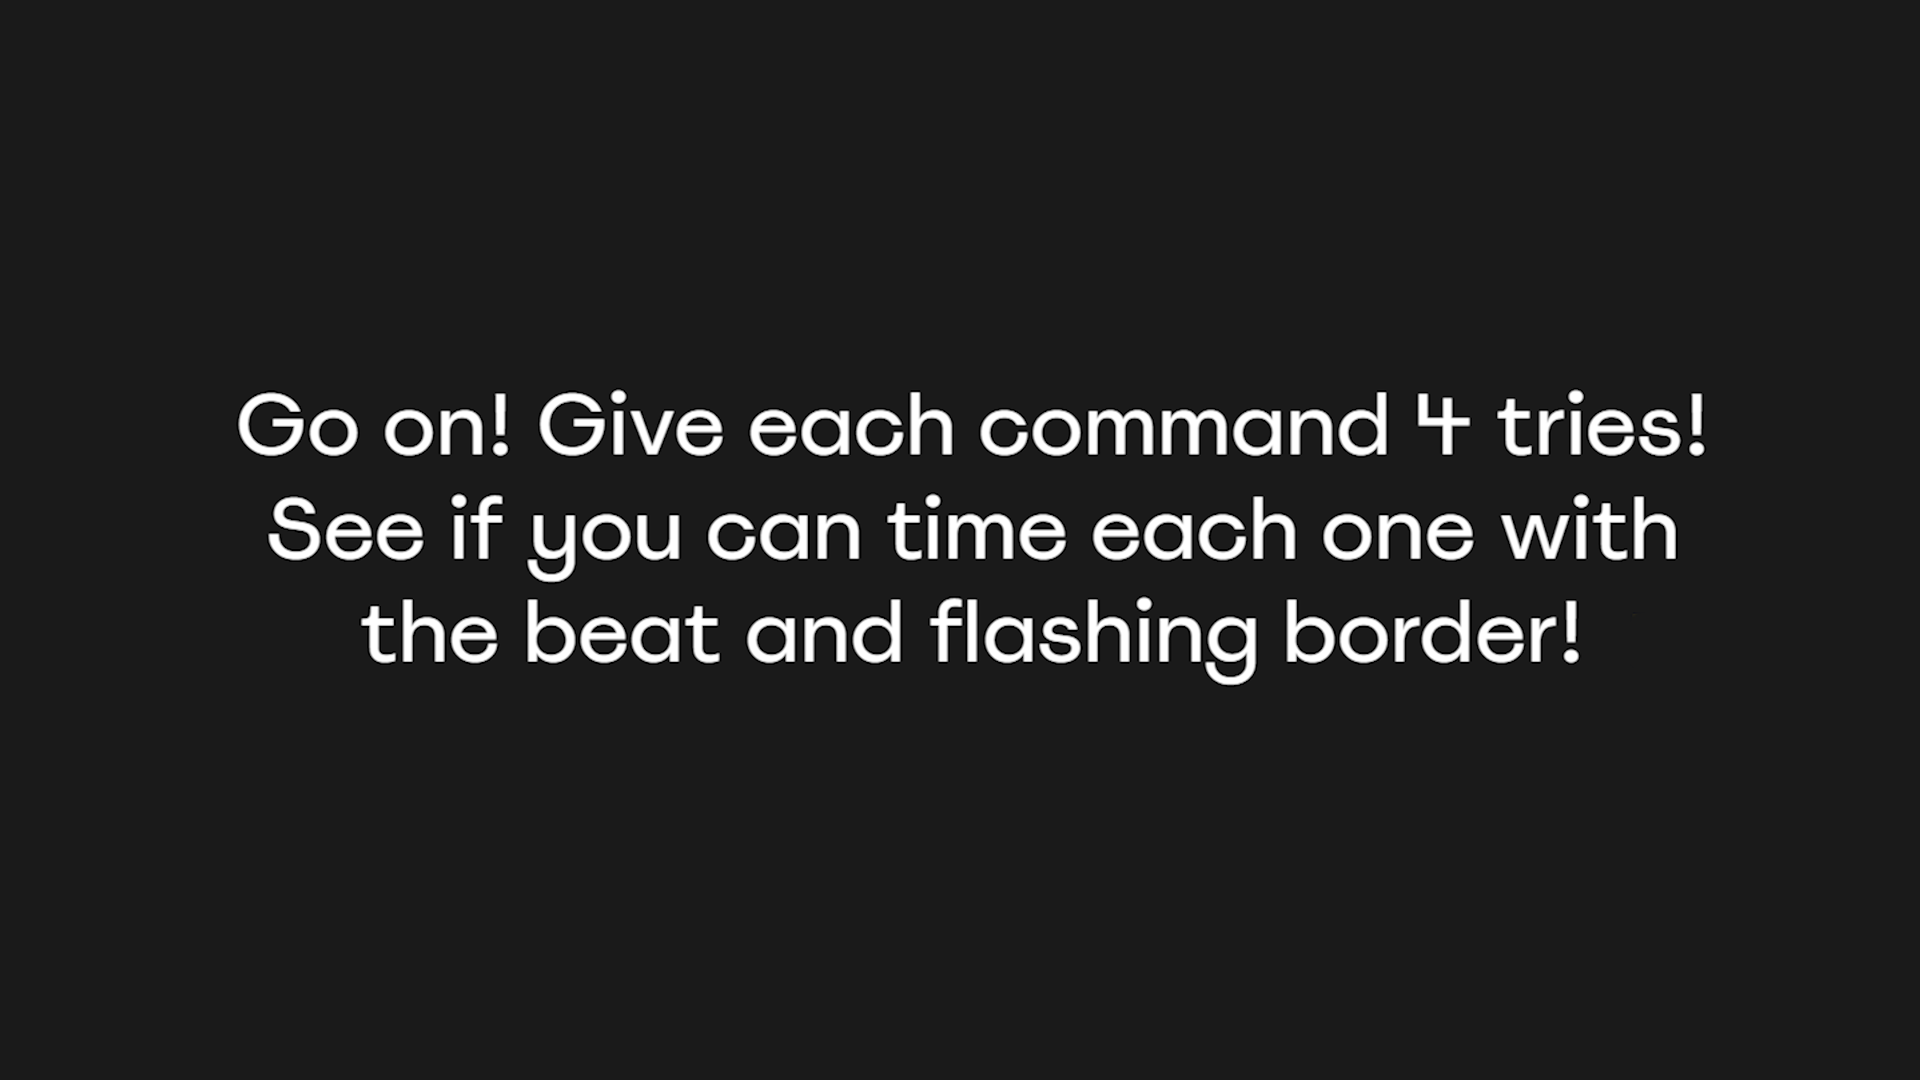 Go on! Give each command 4 tries!
See if you can time each one with
the beat and flashing border!